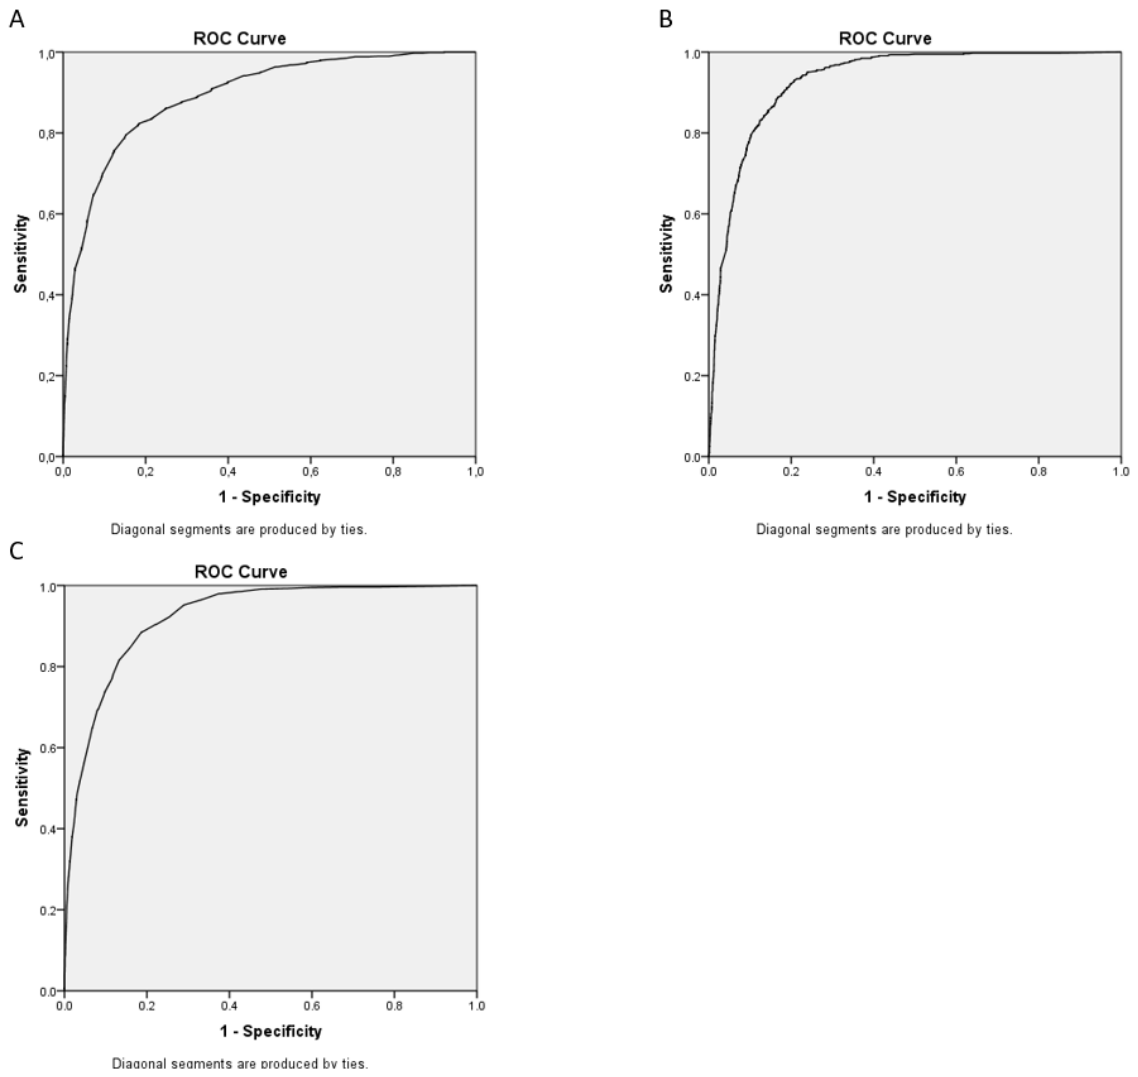 A
ROC Curve
1,0
0,8
0,6
0,4
0,2
0,0
Sensitivity
0,0 0,2 0,4 0,6 0,8 1,0
1 - Specificity
Diagonal segments are produced by ties.
B
ROC Curve
1.0
0.8
0.6
0.4
0.2
0.0
Sensitivity
0.0 0.2 0.4 0.6 0.8 1.0
1 - Specificity
Diagonal segments are produced by ties.
C
ROC Curve
1.0
0.8
0.6
0.4
0.2
0.0
Sensitivity
0.0 0.2 0.4 0.6 0.8 1.0
1 - Specificity
Diagonal segments are produced by ties.